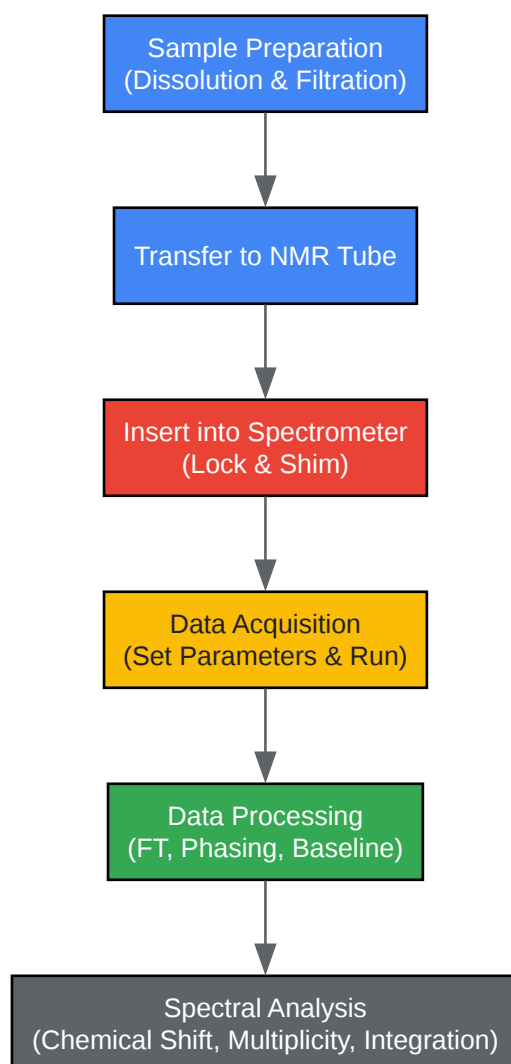 Sample Preparation
(Dissolution & Filtration)
Transfer to NMR Tube
Insert into Spectrometer
(Lock & Shim)
Data Acquisition
(Set Parameters & Run)
Data Processing
(FT, Phasing, Baseline)
Spectral Analysis
(Chemical Shift, Multiplicity, Integration)